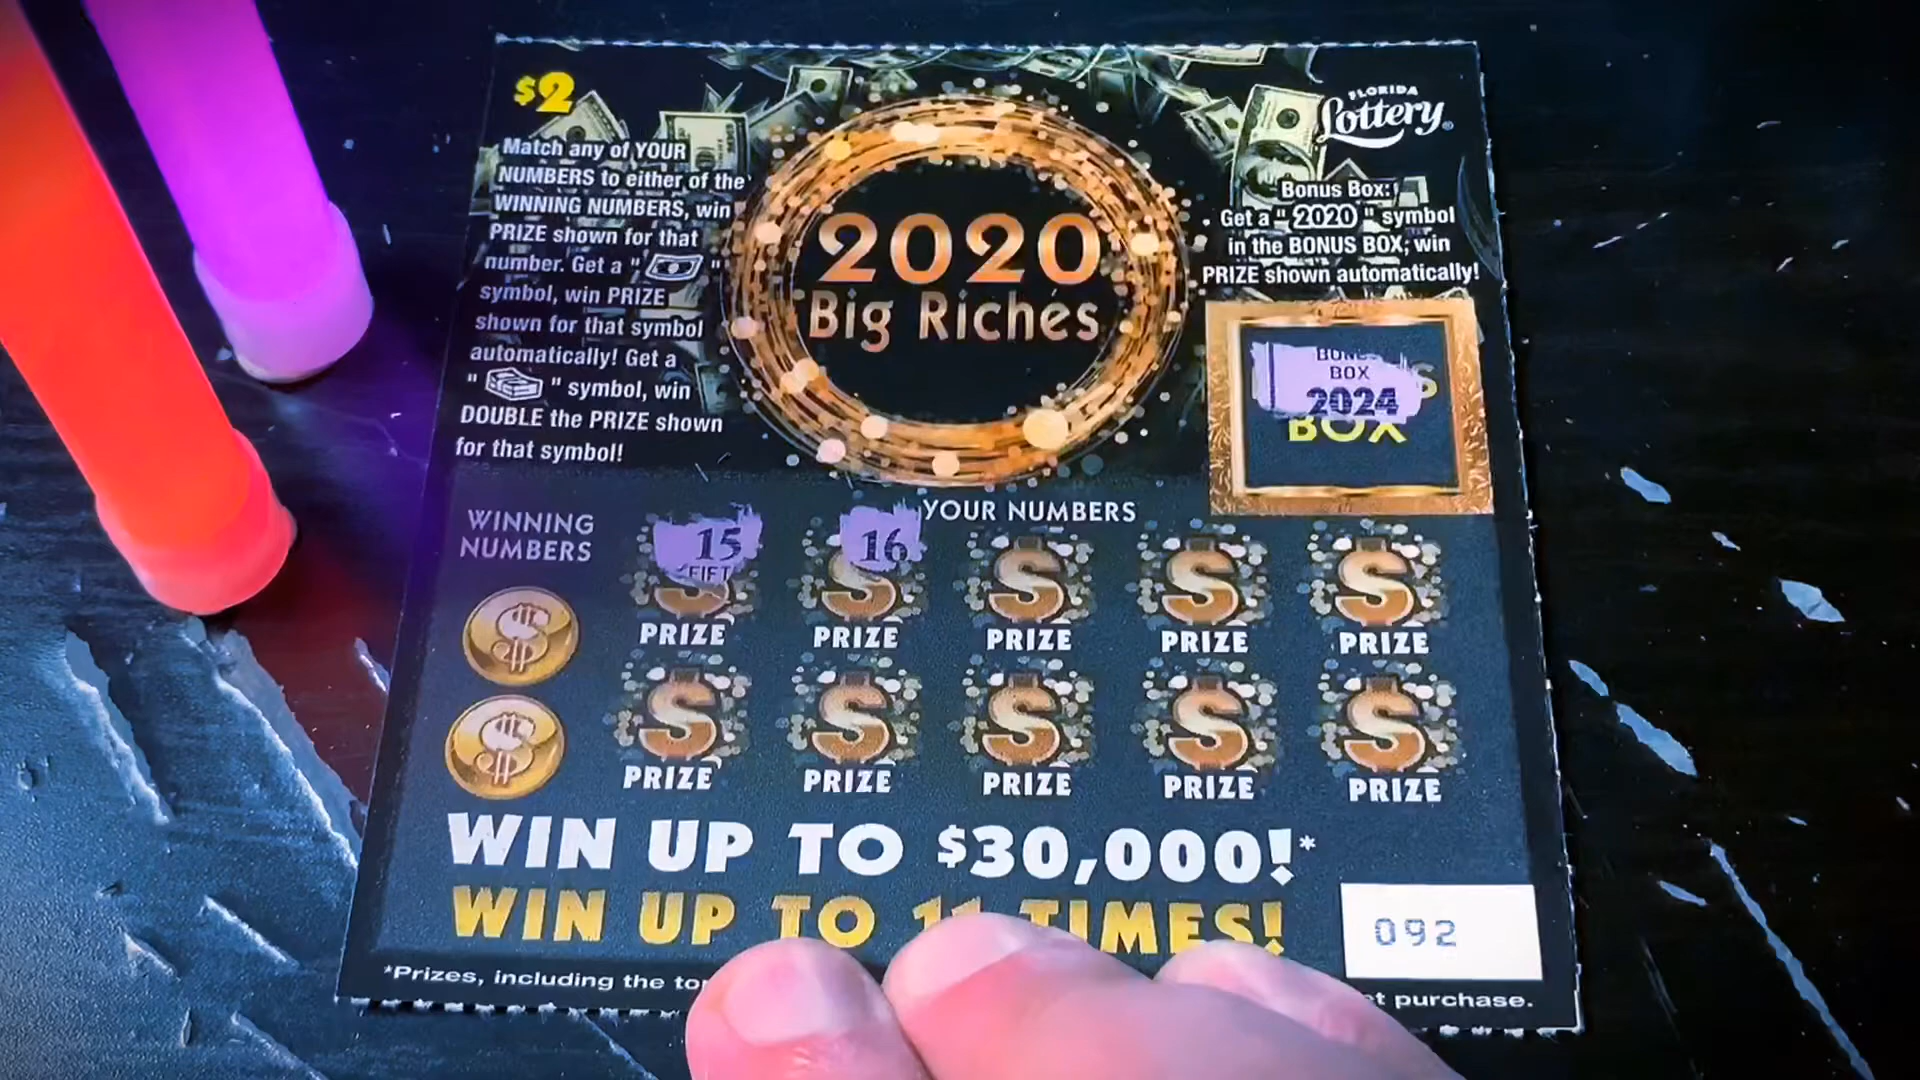 $2
Match any of YOUR
NUMBERS to either of the
WINNING NUMBERS, win
PRIZE shown for that
number. Get a " "
symbol, win PRIZE
shown for that symbol
automatically! Get a
" " symbol, win
DOUBLE the PRIZE shown
for that symbol!
2020
Big Riches
FLORIDA
Lottery
Bonus Box:
Get a " 2020 " symbol
in the BONUS BOX, win
PRIZE shown automatically!
BOX
2024
BOX
WINNING
NUMBERS
YOUR NUMBERS
15
16
PRIZE PRIZE PRIZE PRIZE PRIZE
PRIZE PRIZE PRIZE PRIZE PRIZE
WIN UP TO $30,000!*
WIN UP TO 11 TIMES!
092
*Prizes, including the
purchase.